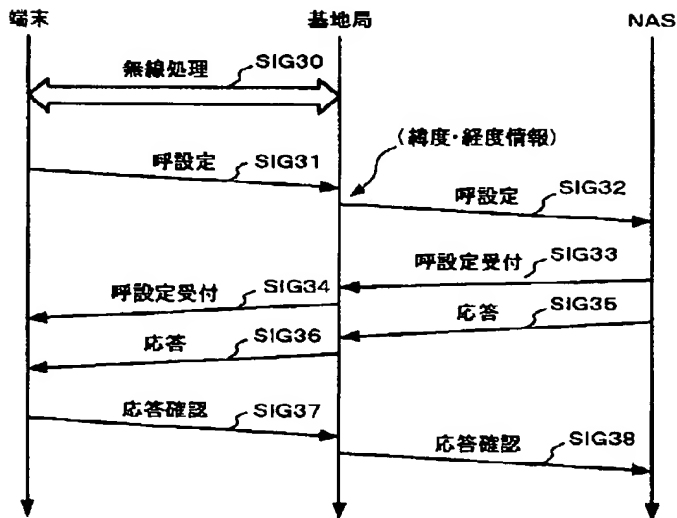 端末 基地局 NAS
無線処理 SIG30
(緯度・経度情報)
呼設定 SIG31
呼設定 SIG32
呼設定受付 SIG33
呼設定受付 SIG34
応答 SIG35
応答 SIG36
応答確認 SIG37
応答確認 SIG38